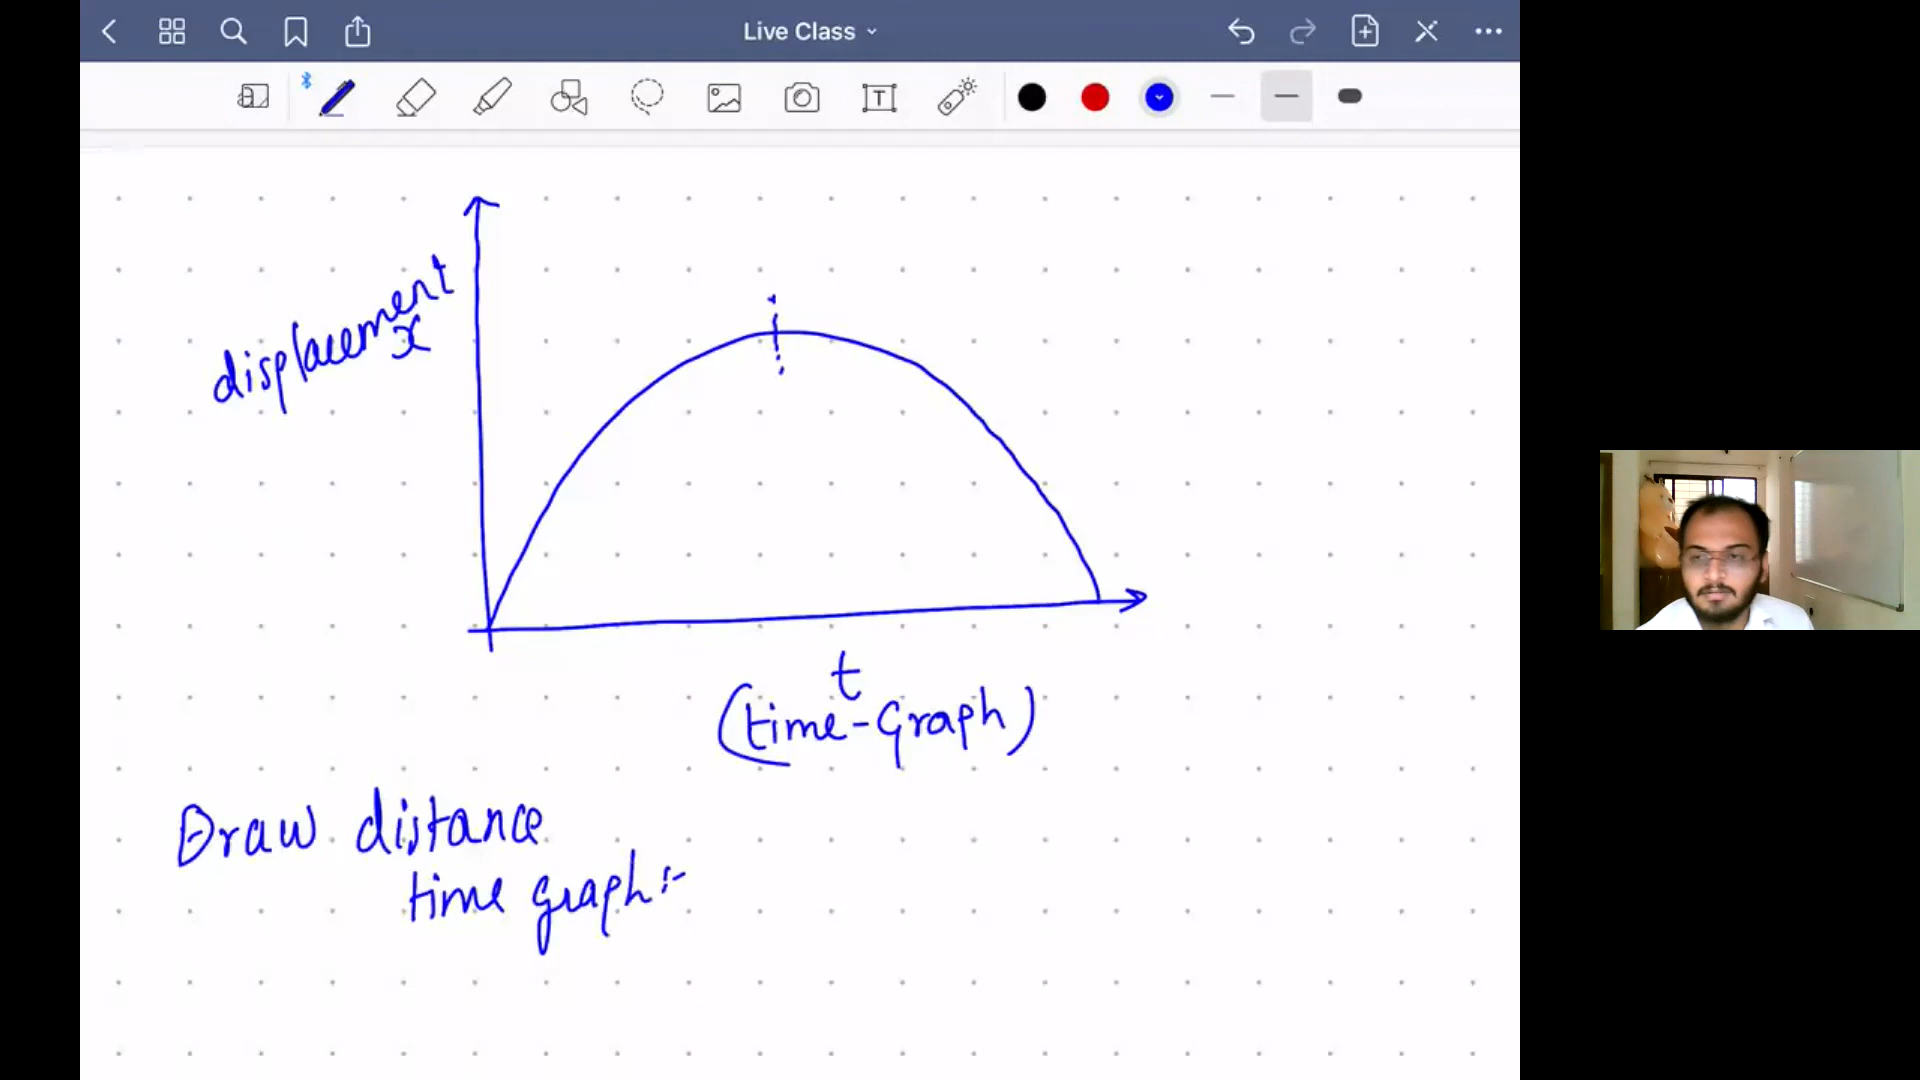 Live Class
T
displacement
x
t
(time-Graph)
Draw distance
time graph:-